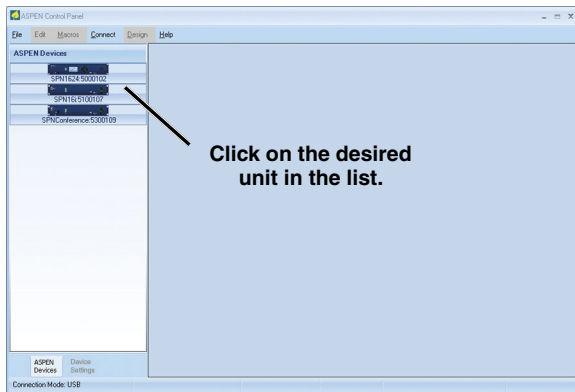 ASPEN Control Panel
File Edit Macros Connect Design Help
ASPEN Devices
SPN1624:5000102
SPN16i:5100107
SPNConference:5300109
Click on the desired
unit in the list.
ASPEN Devices
Device Settings
Connection Mode: USB